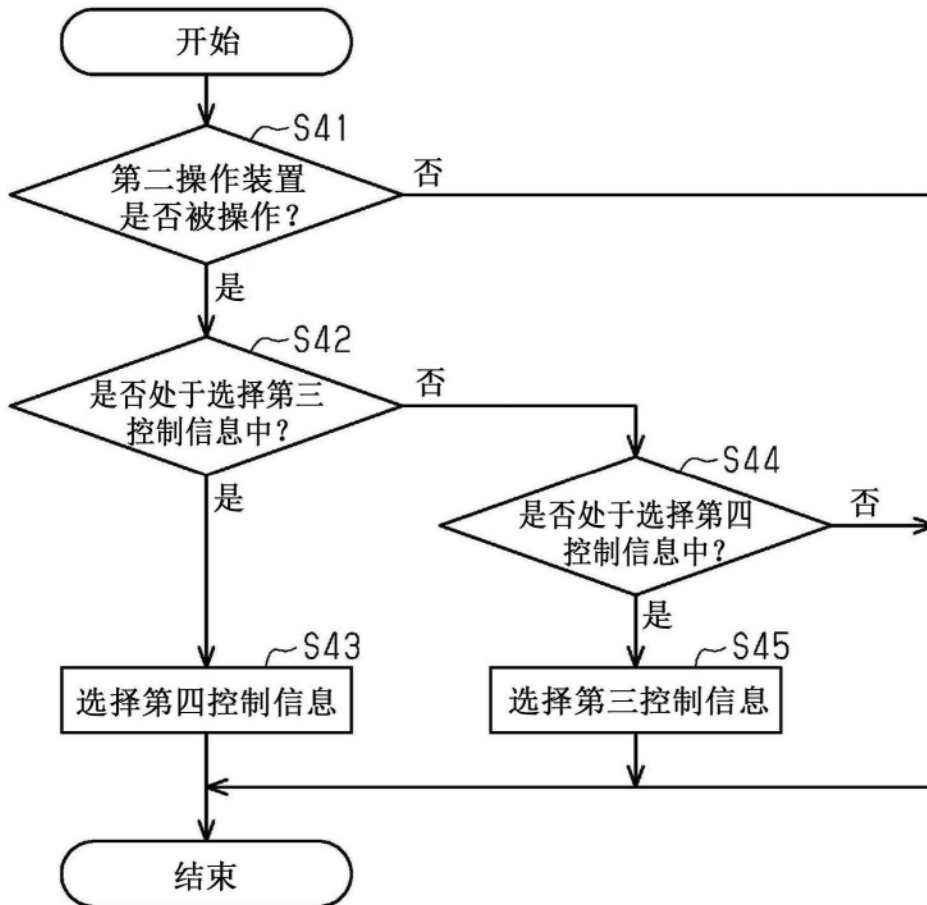 开始
S41
第二操作装置
是否被操作?
否
是
S42
是否处于选择第三
控制信息中?
否
是
S44
是否处于选择第四
控制信息中?
否
是
S43
选择第四控制信息
S45
选择第三控制信息
结束